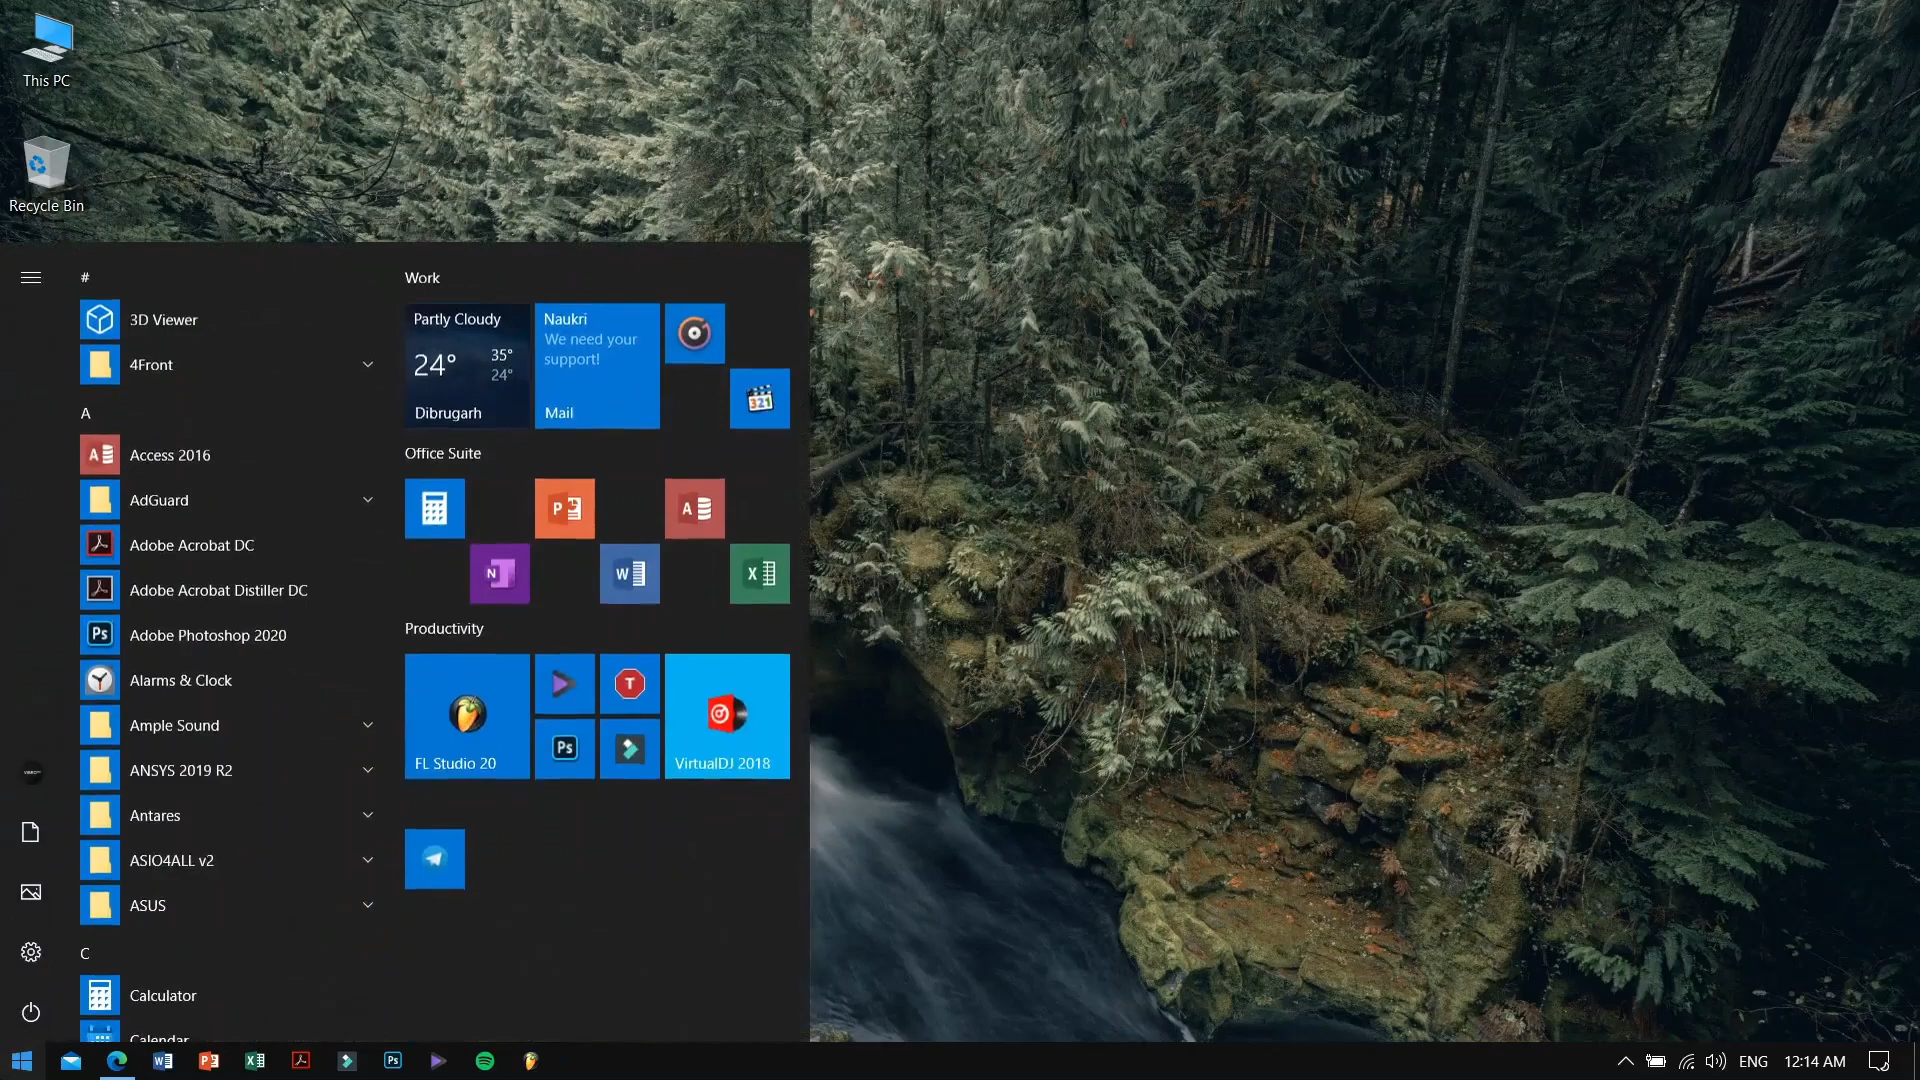 This PC
Recycle Bin
#
3D Viewer
4Front
A
Access 2016
AdGuard
Adobe Acrobat DC
Adobe Acrobat Distiller DC
Adobe Photoshop 2020
Alarms & Clock
Ample Sound
ANSYS 2019 R2
Antares
ASIO4ALL v2
ASUS
C
Calculator
Calendar
Work
Partly Cloudy
24° 35°
24°
Dibrugarh
Naukri
We need your
support!
Mail
321
Office Suite
P
A
N
W
X
Productivity
FL Studio 20
T
Ps
VirtualDJ 2018
ENG
12:14 AM